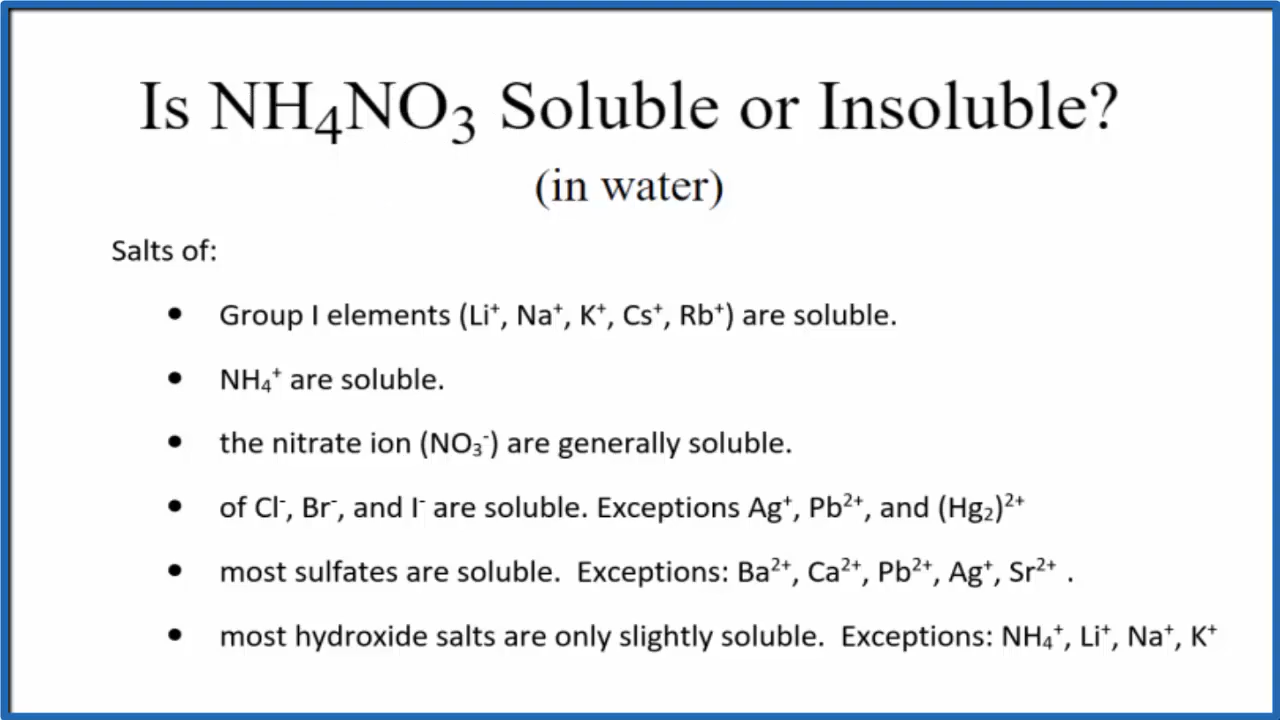 Is NH₄NO₃ Soluble or Insoluble?
(in water)
Salts of:
• Group I elements (Li⁺, Na⁺, K⁺, Cs⁺, Rb⁺) are soluble.
• NH₄⁺ are soluble.
• the nitrate ion (NO₃⁻) are generally soluble.
• of Cl⁻, Br⁻, and I⁻ are soluble. Exceptions Ag⁺, Pb²⁺, and (Hg₂)²⁺
• most sulfates are soluble. Exceptions: Ba²⁺, Ca²⁺, Pb²⁺, Ag⁺, Sr²⁺ .
• most hydroxide salts are only slightly soluble. Exceptions: NH₄⁺, Li⁺, Na⁺, K⁺